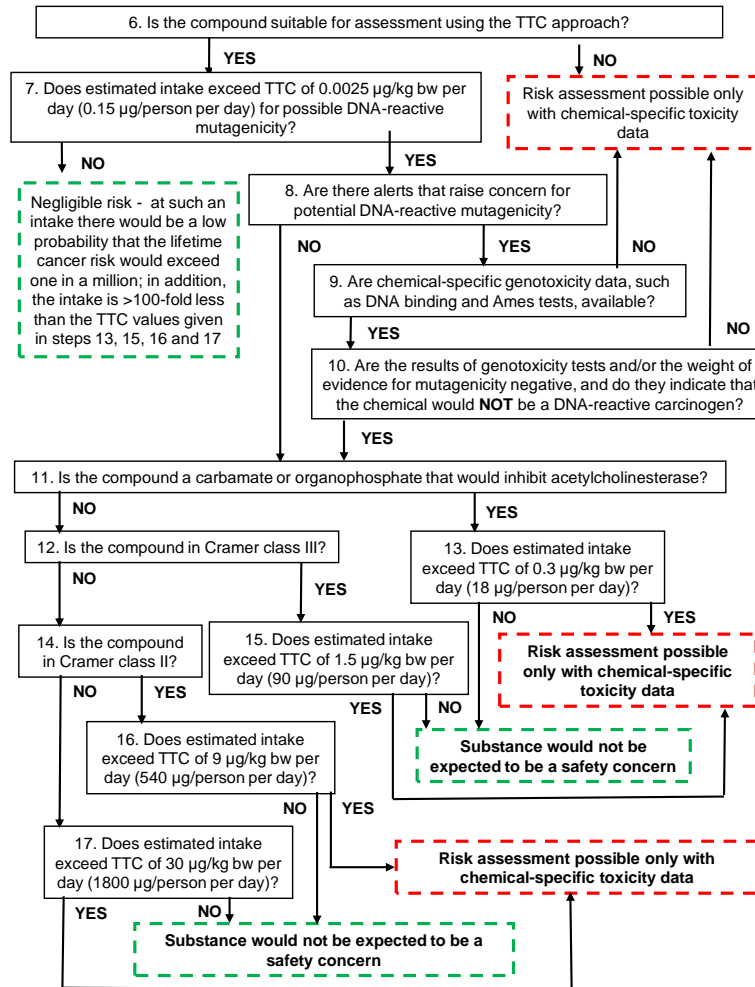 6. Is the compound suitable for assessment using the TTC approach?
YES
NO
7. Does estimated intake exceed TTC of 0.0025 µg/kg bw per
day (0.15 µg/person per day) for possible DNA-reactive
mutagenicity?
Risk assessment possible only
with chemical-specific toxicity
data
NO
YES
Negligible risk - at such an
intake there would be a low
probability that the lifetime
cancer risk would exceed
one in a million; in addition,
the intake is >100-fold less
than the TTC values given
in steps 13, 15, 16 and 17
8. Are there alerts that raise concern for
potential DNA-reactive mutagenicity?
NO
YES
NO
9. Are chemical-specific genotoxicity data, such
as DNA binding and Ames tests, available?
YES
NO
10. Are the results of genotoxicity tests and/or the weight of
evidence for mutagenicity negative, and do they indicate that
the chemical would NOT be a DNA-reactive carcinogen?
YES
11. Is the compound a carbamate or organophosphate that would inhibit acetylcholinesterase?
NO
YES
12. Is the compound in Cramer class III?
13. Does estimated intake
exceed TTC of 0.3 µg/kg bw per
day (18 µg/person per day)?
NO
YES
NO
YES
14. Is the compound
in Cramer class II?
15. Does estimated intake
exceed TTC of 1.5 µg/kg bw per
day (90 µg/person per day)?
Risk assessment possible
only with chemical-specific
toxicity data
NO
YES
YES
NO
16. Does estimated intake
exceed TTC of 9 µg/kg bw per
day (540 µg/person per day)?
Substance would not be
expected to be a safety concern
NO
YES
17. Does estimated intake
exceed TTC of 30 µg/kg bw per
day (1800 µg/person per day)?
Risk assessment possible only with
chemical-specific toxicity data
YES
NO
Substance would not be expected to be a
safety concern